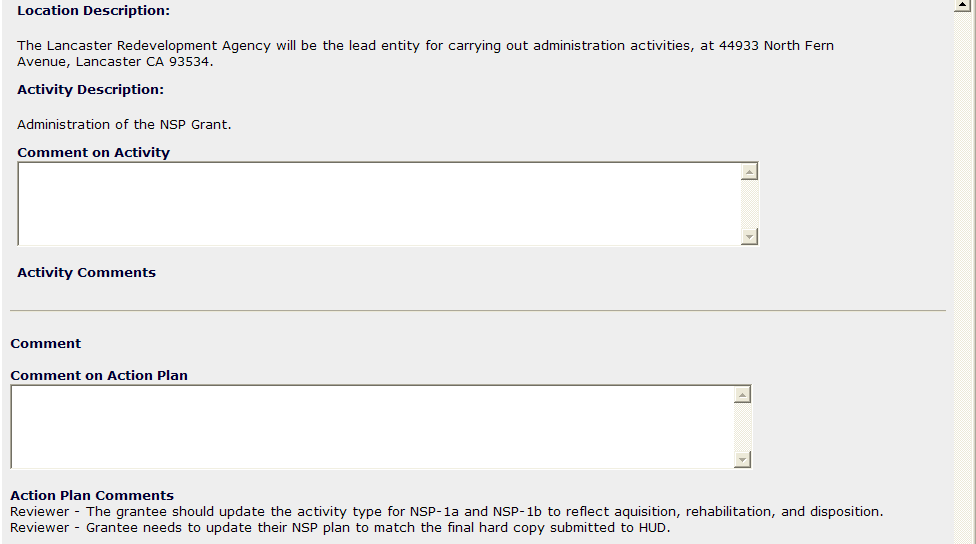 Location Description:
The Lancaster Redevelopment Agency will be the lead entity for carrying out administration activities, at 44933 North Fern
Avenue, Lancaster CA 93534.
Activity Description:
Administration of the NSP Grant.
Comment on Activity
Activity Comments
Comment
Comment on Action Plan
Action Plan Comments
Reviewer - The grantee should update the activity type for NSP-1a and NSP-1b to reflect aquisition, rehabilitation, and disposition.
Reviewer - Grantee needs to update their NSP plan to match the final hard copy submitted to HUD.